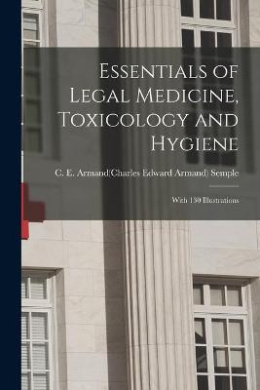 Essentials of
Legal Medicine,
Toxicology and
Hygiene
C. E. Armand(Charles Edward Armand) Semple
With 130 Illustrations